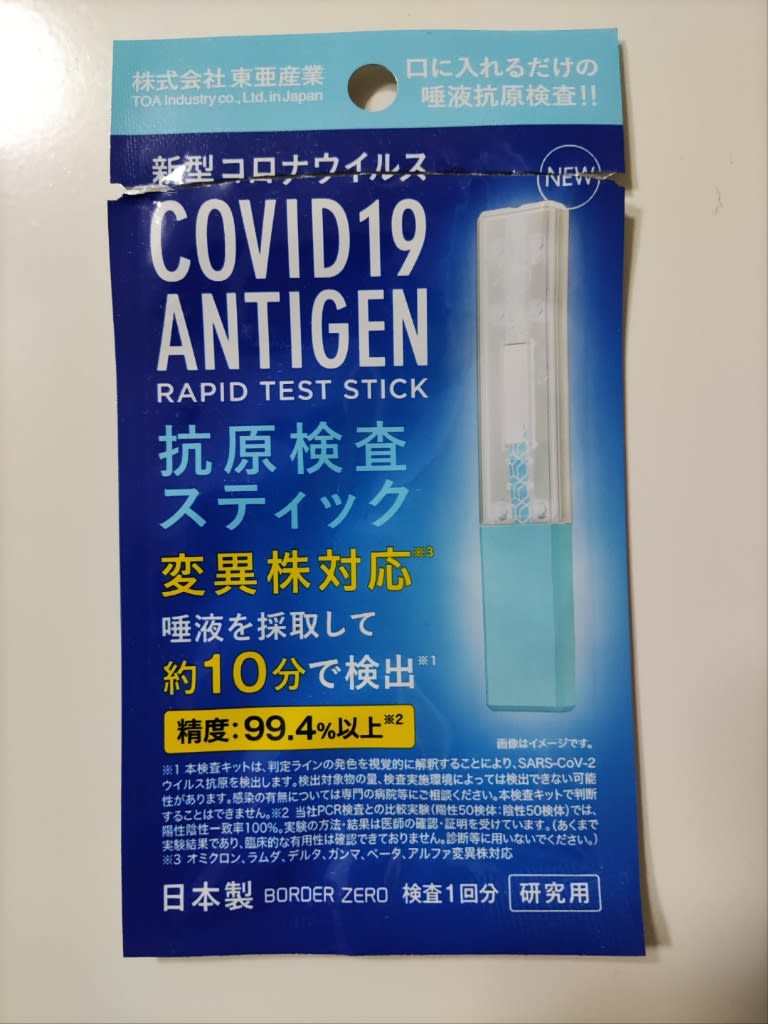 株式会社 東亜産業
TOA Industry co., Ltd. in Japan
口に入れるだけの
唾液抗原検査!!
新型コロナウイルス
NEW
COVID19
ANTIGEN
RAPID TEST STICK
抗原検査
スティック
変異株対応※3
唾液を採取して
約10分で検出※1
精度:99.4%以上※2
画像はイメージです。
※1 本検査キットは、判定ラインの発色を視覚的に解釈することにより、SARS-CoV-2
ウイルス抗原を検出します。検出対象物の量、検査実施環境によっては検出できない可能
性があります。感染の有無については専門の病院等にご相談ください。本検査キットで判断
することはできません。※2 当社PCR検査との比較実験(陽性50検体:陰性50検体)では、
陽性陰性一致率100%。実験の方法・結果は医師の確認・証明を受けています。(あくまで
実験結果であり、臨床的な有用性は確認できておりません。診断等に用いないでください。)
※3 オミクロン、ラムダ、デルタ、ガンマ、ベータ、アルファ変異株対応
日本製 BORDER ZERO 検査1回分 研究用